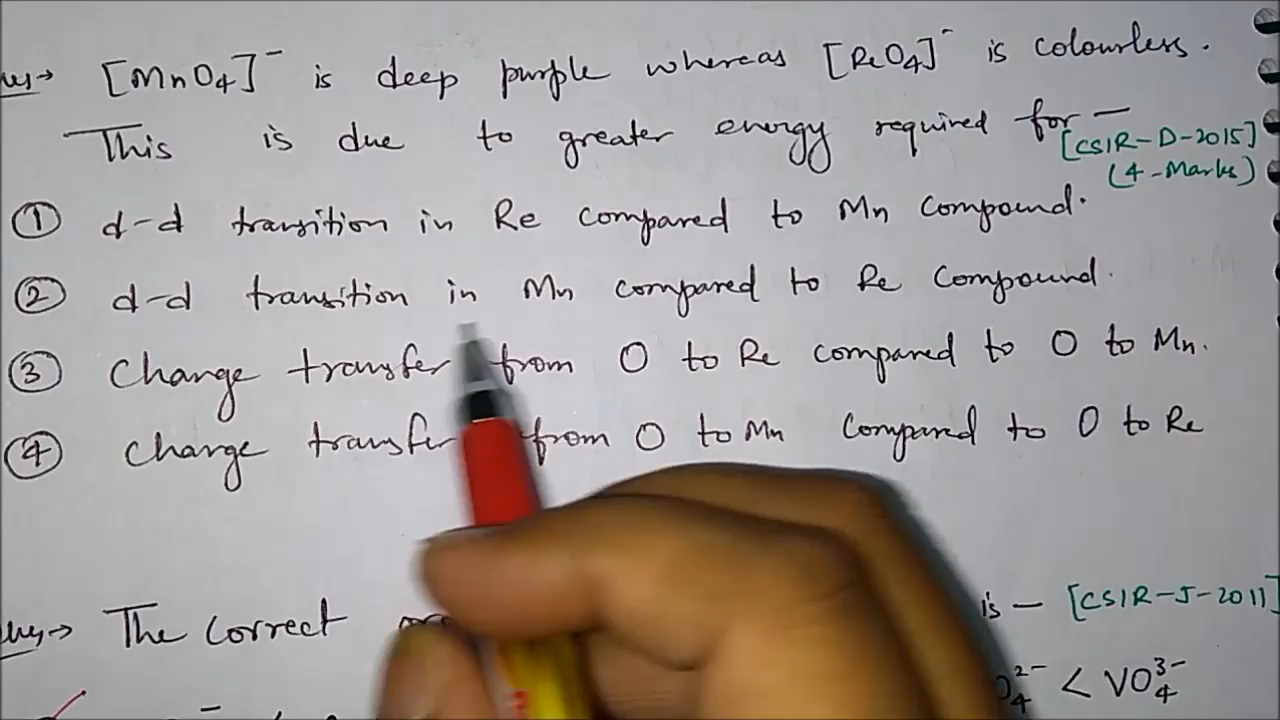 [MnO4]⁻ is deep purple whereas [ReO4]⁻ is colourless.
This is due to greater energy required for —
[CSIR-D-2015]
(4-Marks)
① d-d transition in Re compared to Mn compound.
② d-d transition in Mn compared to Re compound.
③ Change transfer from O to Re compared to O to Mn.
④ Change transfer from O to Mn compared to O to Re
The correct is — [CSIR-J-2011]
4²⁻ < VO4³⁻